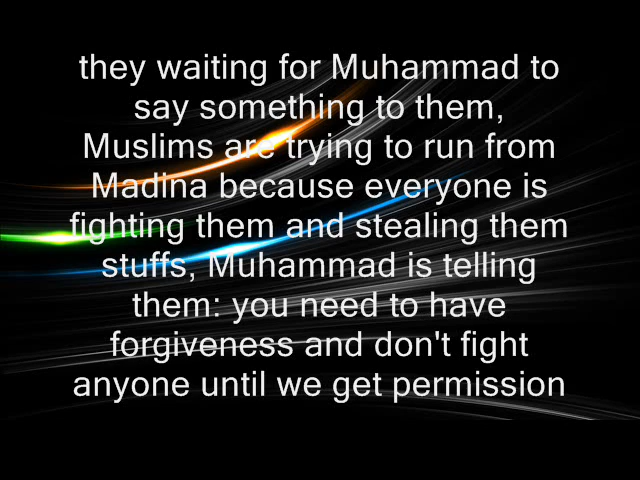 they waiting for Muhammad to
say something to them,
Muslims are trying to run from
Madina because everyone is
fighting them and stealing them
stuffs, Muhammad is telling
them: you need to have
forgiveness and don't fight
anyone until we get permission